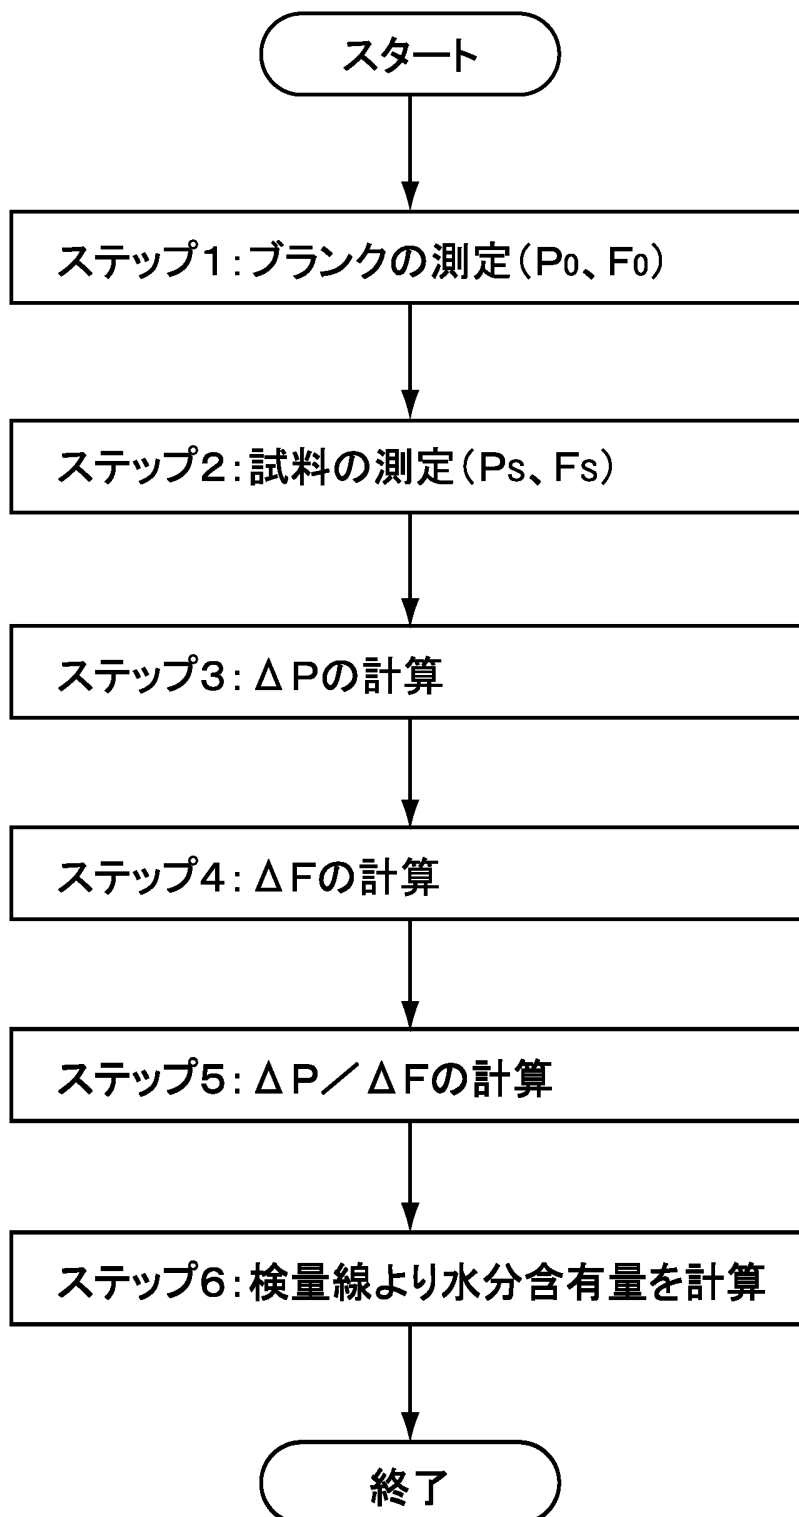 スタート
ステップ1:ブランクの測定(P0、F0)
ステップ2:試料の測定(PS、FS)
ステップ3:ΔPの計算
ステップ4:ΔFの計算
ステップ5:ΔP/ΔFの計算
ステップ6:検量線より水分含有量を計算
終了